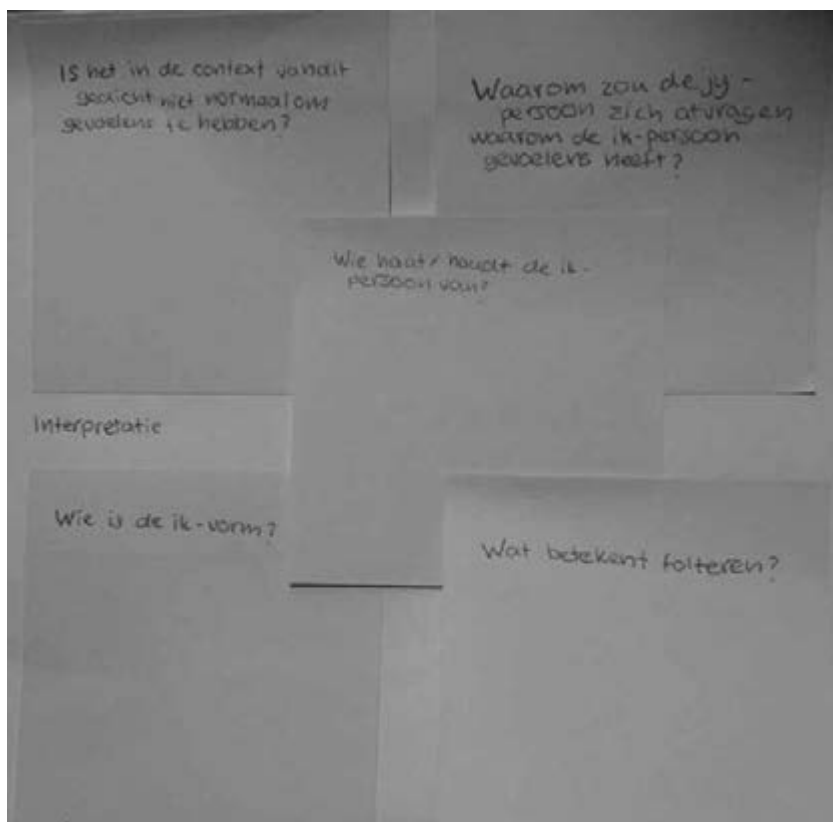 Is het in de context van dit
gedicht niet normaal om
gevoelens te hebben?
Waarom zou de jij-
persoon zich afvragen
waarom de ik-persoon
gevoelens heeft?
Wie haat/houdt de ik-
persoon van?
Interpretatie
Wie is de ik-vorm?
Wat betekent folteren?